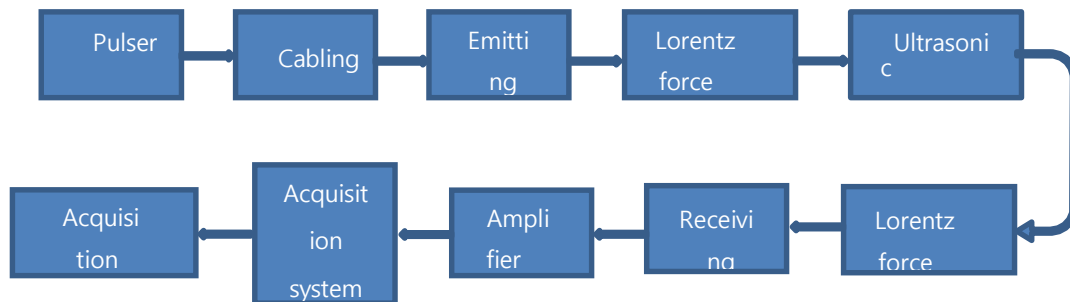 Pulser
Cabling
Emitti
ng
Lorentz
force
Ultrasoni
c
Lorentz
force
Receivi
ng
Ampli
fier
Acquisit
ion
system
Acquisi
tion